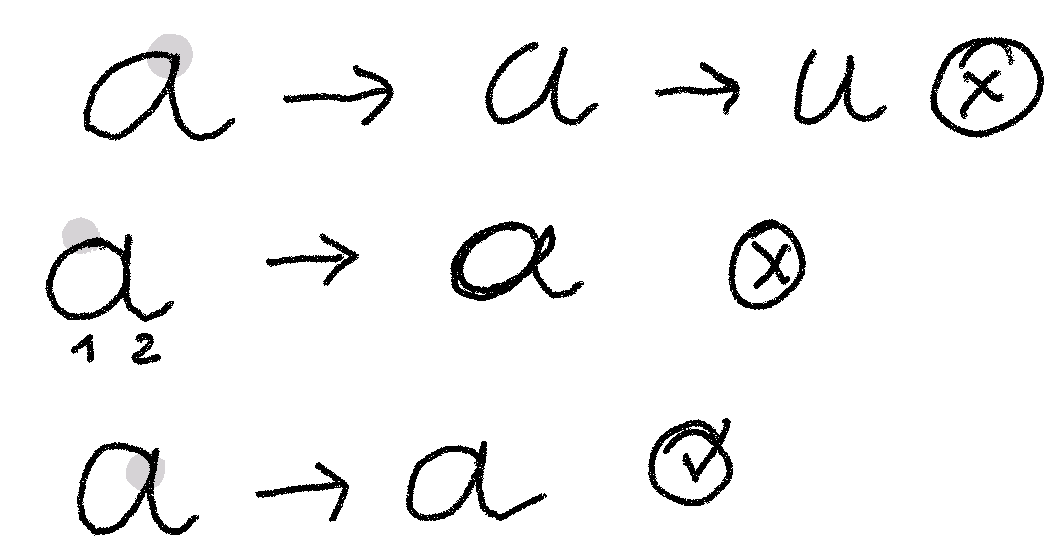 a → a → u ⓧ
a → a ⓧ
1 2
a → a ✓